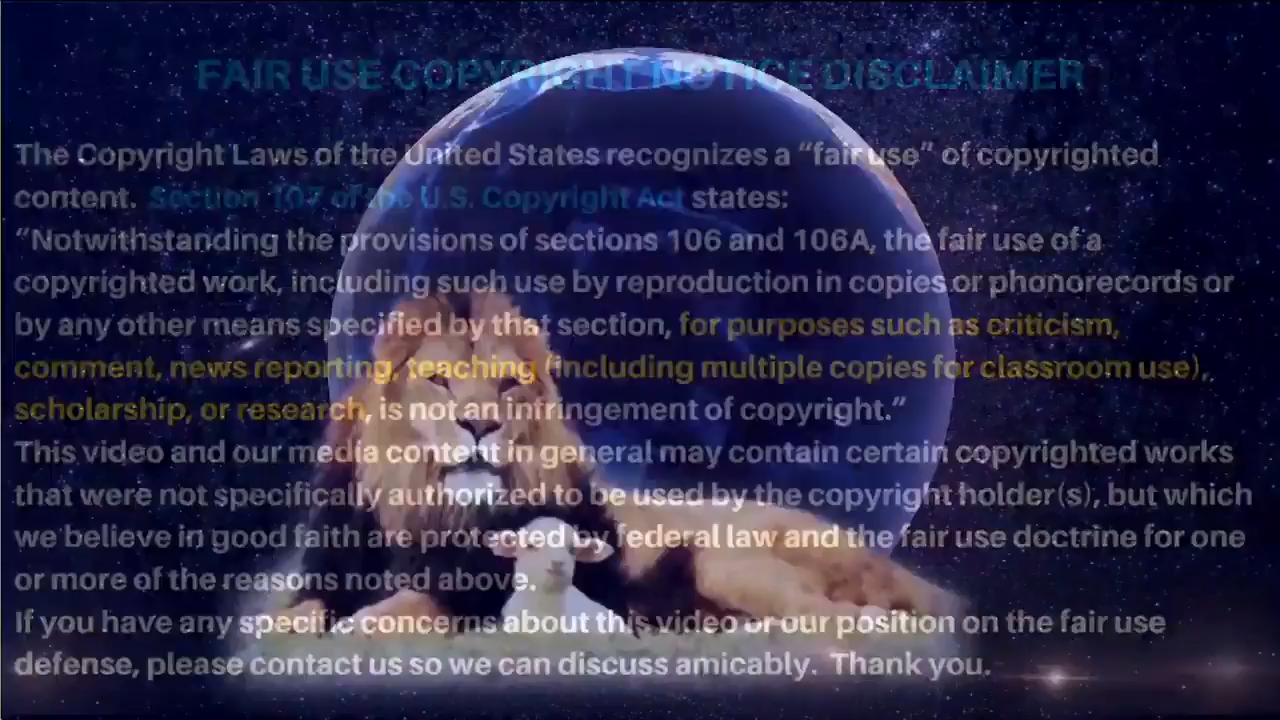 FAIR USE COPYRIGHT NOTICE DISCLAIMER
The Copyright Laws of the United States recognizes a “fair use” of copyrighted
content. Section 107 of the U.S. Copyright Act states:
“Notwithstanding the provisions of sections 106 and 106A, the fair use of a
copyrighted work, including such use by reproduction in copies or phonorecords or
by any other means specified by that section, for purposes such as criticism,
comment, news reporting, teaching (including multiple copies for classroom use),
scholarship, or research, is not an infringement of copyright.”
This video and our media content in general may contain certain copyrighted works
that were not specifically authorized to be used by the copyright holder(s), but which
we believe in good faith are protected by federal law and the fair use doctrine for one
or more of the reasons noted above.
If you have any specific concerns about this video or our position on the fair use
defense, please contact us so we can discuss amicably. Thank you.